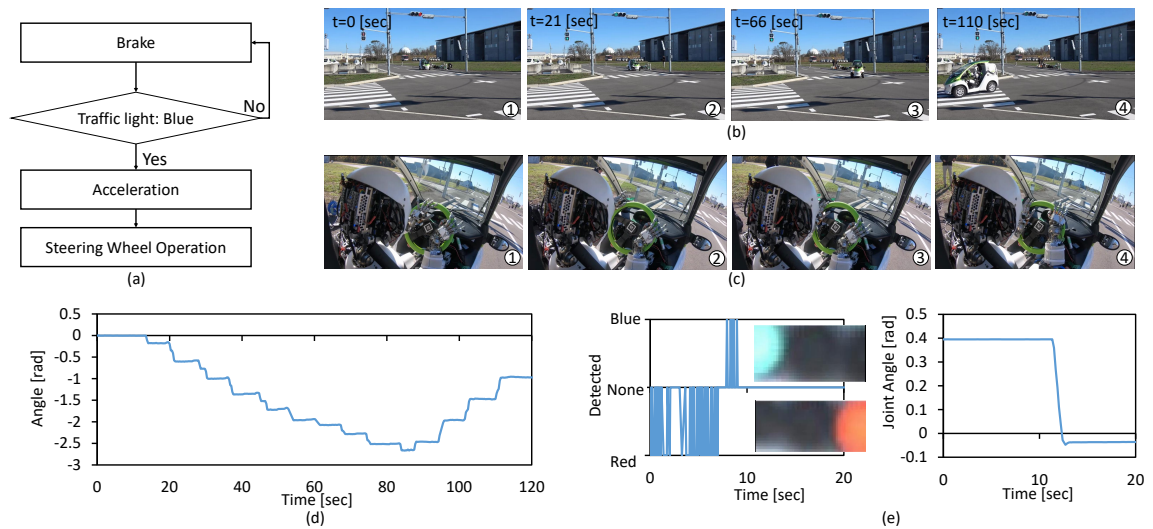 (a)
Brake
Traffic light: Blue
No
Yes
Acceleration
Steering Wheel Operation
t=0 [sec]
t=21 [sec]
t=66 [sec]
t=110 [sec]
①
②
③
④
(b)
①
②
③
④
(a)
(c)
0.5
0
-0.5
-1
-1.5
-2
-2.5
-3
Angle [rad]
0
20
40
60
80
100
120
Time [sec]
(d)
Blue
None
Red
Detected
0
10
20
Time [sec]
0.5
0.4
0.3
0.2
0.1
0
-0.1
Joint Angle [rad]
0
10
20
Time [sec]
(e)